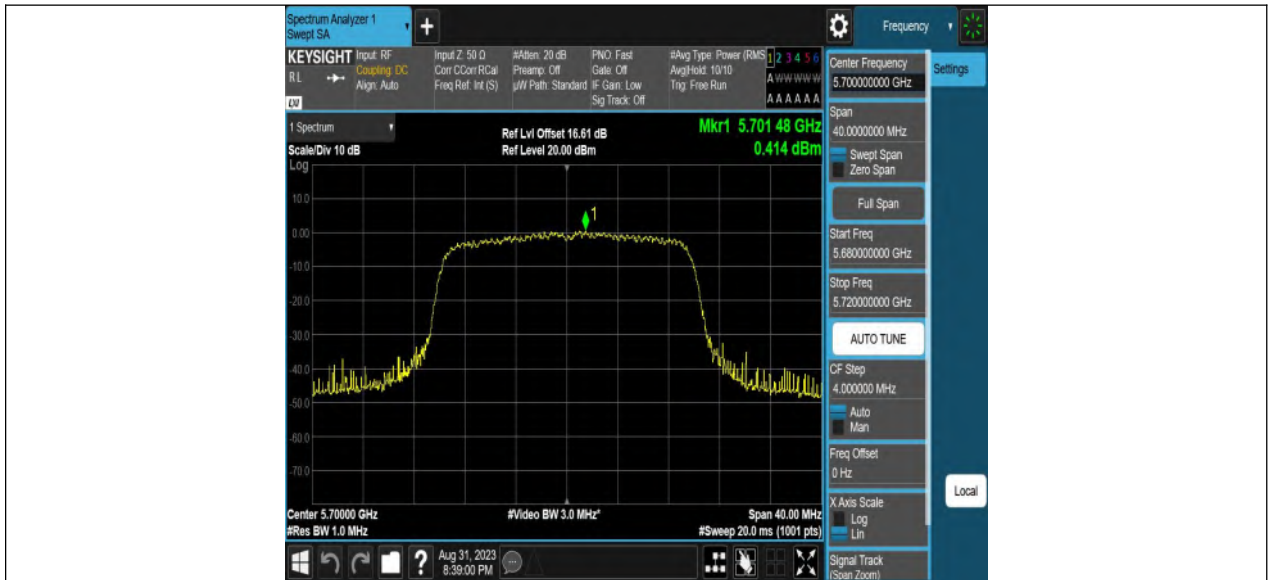 Spectrum Analyzer 1
Swept SA
+
Frequency
KEYSIGHT
RL
LXI
Input: RF
Coupling: DC
Align: Auto
Input Z: 50 Ω
Corr CCorr RCal
Freq Ref: Int (S)
#Atten: 20 dB
Preamp: Off
µW Path: Standard
PNO: Fast
Gate: Off
IF Gain: Low
Sig Track: Off
#Avg Type: Power (RMS
Avg|Hold: 10/10
Trig: Free Run
1 2 3 4 5 6
A W W W W W
A A A A A A
1 Spectrum
Scale/Div 10 dB
Log
Ref Lvl Offset 16.61 dB
Ref Level 20.00 dBm
Mkr1 5.701 48 GHz
0.414 dBm
10.0
0.00
-10.0
-20.0
-30.0
-40.0
-50.0
-60.0
-70.0
1
Center 5.70000 GHz
#Res BW 1.0 MHz
#Video BW 3.0 MHz*
Span 40.00 MHz
#Sweep 20.0 ms (1001 pts)
?
Aug 31, 2023
8:39:00 PM
Center Frequency
5.700000000 GHz
Span
40.0000000 MHz
Swept Span
Zero Span
Full Span
Start Freq
5.680000000 GHz
Stop Freq
5.720000000 GHz
AUTO TUNE
CF Step
4.000000 MHz
Auto
Man
Freq Offset
0 Hz
X Axis Scale
Log
Lin
Signal Track
(Span Zoom)
Settings
Local